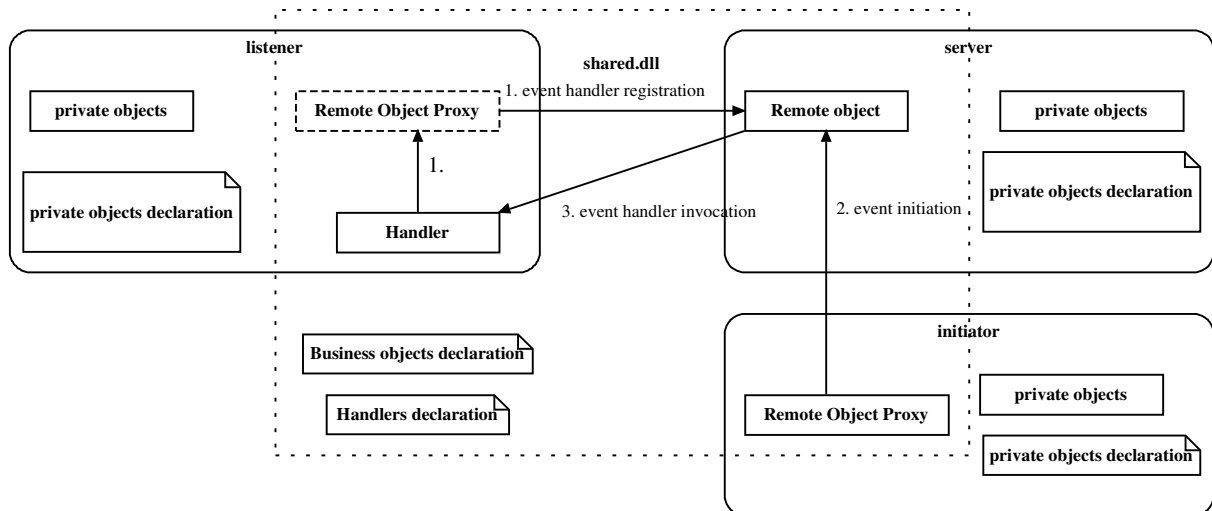 listener
server
shared.dll
private objects
Remote Object Proxy
1. event handler registration
Remote object
private objects
1.
private objects declaration
private objects declaration
Handler
3. event handler invocation
2. event initiation
initiator
Business objects declaration
private objects
Handlers declaration
Remote Object Proxy
private objects declaration